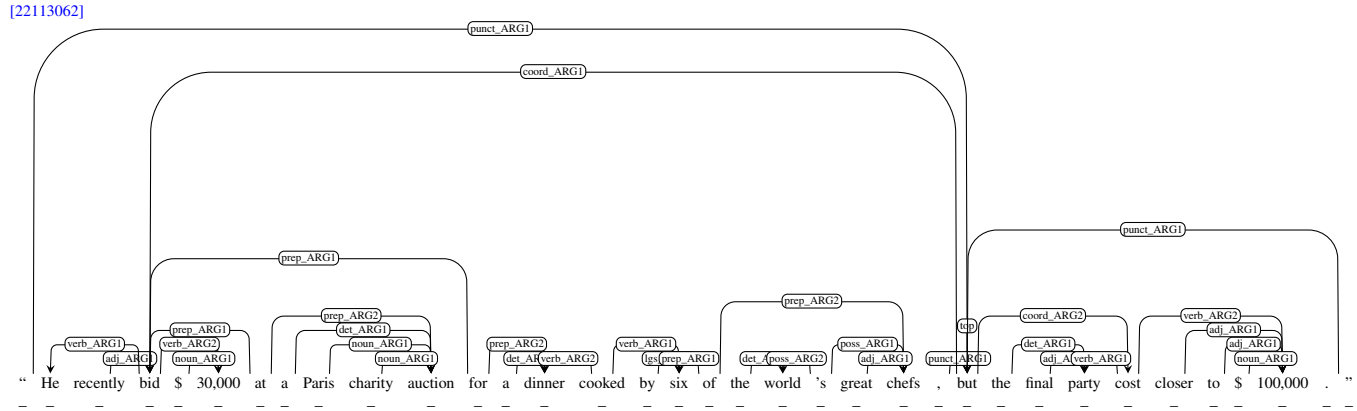 [22113062]
punct_ARG1
coord_ARG1
punct_ARG1
prep_ARG1
prep_ARG2
prep_ARG2 coord_ARG2 verb_ARG2
prep_ARG1 det_ARG1 top adj_ARG1
verb_ARG1 verb_ARG2 noun_ARG1 prep_ARG2 verb_ARG1 poss_ARG1 det_ARG1 adj_ARG1
adj_ARG1 noun_ARG1 noun_ARG1 verb_ARG2 lgs prep_ARG1 poss_ARG2 adj_ARG1 punct_ARG1 verb_ARG1 noun_ARG1
“ He recently bid $ 30,000 at a Paris charity auction for a dinner cooked by six of the world 's great chefs , but the final party cost closer to $ 100,000 . ”
_ _ _ _ _ _ _ _ _ _ _ _ _ _ _ _ _ _ _ _ _ _ _ _ _ _ _ _ _ _ _ _ _ _ _